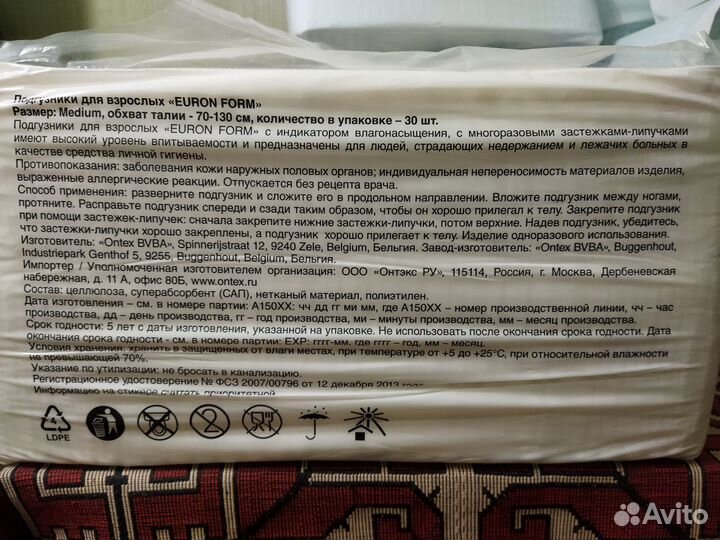 Подгузники для взрослых «EURON FORM»
Размер: Medium, обхват талии - 70-130 см, количество в упаковке – 30 шт.
Подгузники для взрослых «EURON FORM» с индикатором влагонасыщения, с многоразовыми застежками-липучками
имеют высокий уровень впитываемости и предназначены для людей, страдающих недержанием и лежачих больных в
качестве средства личной гигиены.
Противопоказания: заболевания кожи наружных половых органов; индивидуальная непереносимость материалов изделия,
выраженные аллергические реакции. Отпускается без рецепта врача.
Способ применения: разверните подгузник и сложите его в продольном направлении. Вложите подгузник между ногами,
протяните. Расправьте подгузник спереди и сзади таким образом, чтобы он хорошо прилегал к телу. Закрепите подгузник
при помощи застежек-липучек: сначала закрепите нижние застежки-липучки, потом верхние. Надев подгузник, убедитесь,
что застежки-липучки хорошо закреплены, а подгузник хорошо прилегает к телу. Изделие одноразового использования.
Изготовитель: «Ontex BVBA», Spinnerijstraat 12, 9240 Zele, Belgium, Бельгия. Завод-изготовитель: «Ontex BVBA», Buggenhout,
Industriepark Genthof 5, 9255, Buggenhout, Belgium, Бельгия.
Импортер / Уполномоченная изготовителем организация: ООО «ОНТЭКС РУ», 115114, Россия, г. Москва, Дербеневская
набережная, д. 11 А, офис 805, www.ontex.ru
Состав: целлюлоза, суперабсорбент (САП), нетканый материал, полиэтилен.
Дата изготовления – см. в номере партии: А150ХХ: чч дд гг ми мм, где А150ХХ – номер производственной линии, чч – час
производства, дд – день производства, гг – год производства, ми – минуты производства, мм – месяц производства.
Срок годности: 5 лет с даты изготовления, указанной на упаковке. Не использовать после окончания срока годности. Дата
окончания срока годности - см. в номере партии: EXP: гггг-мм, где гггг – год, мм – месяц.
Условия хранения: хранить в защищенных от влаги местах, при температуре от +5 до +25°С, при относительной влажности
не превышающей 70%.
Указание по утилизации: не бросать в канализацию.
Регистрационное удостоверение № ФСЗ 2007/00796 от 12 декабря 2013 года
Информацию на стикере считать приоритетной.
4
LDPE
Avito